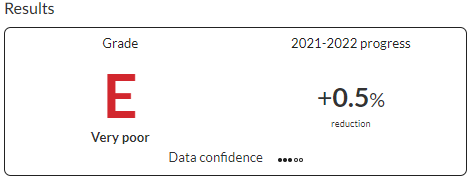 Results
Grade
2021-2022 progress
E
+0.5%
Very poor
reduction
Data confidence